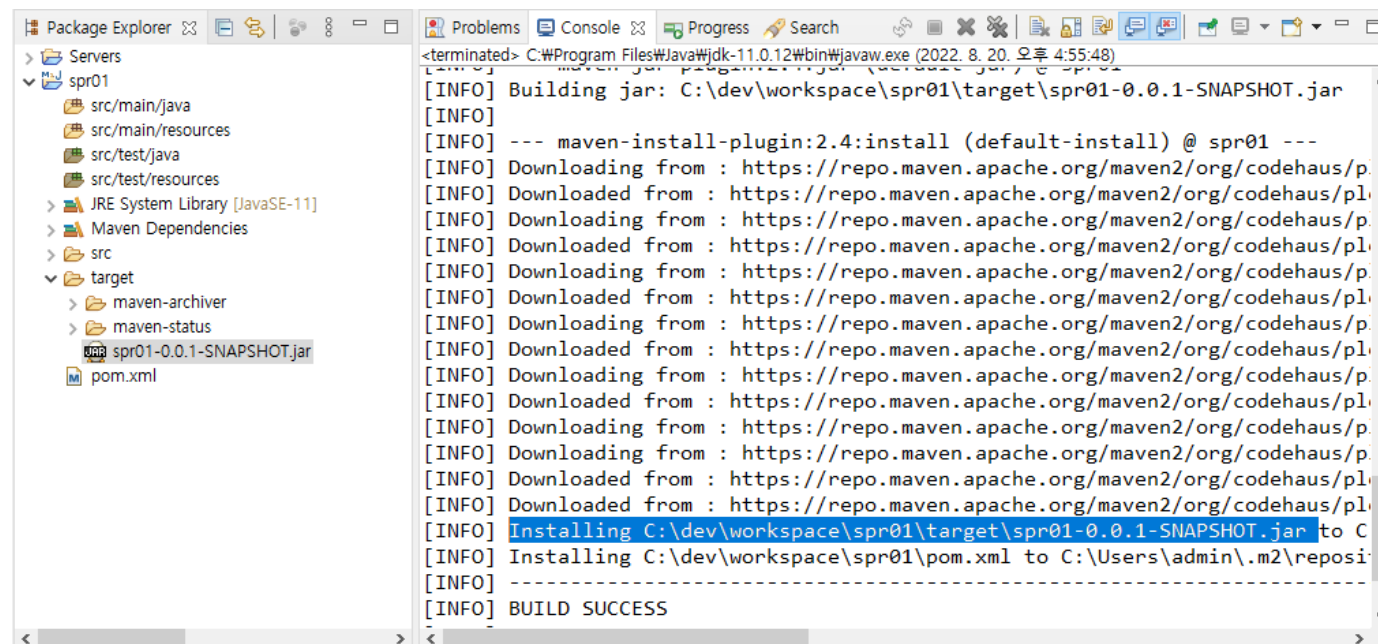 Package Explorer
Servers
spr01
src/main/java
src/main/resources
src/test/java
src/test/resources
JRE System Library [JavaSE-11]
Maven Dependencies
src
target
maven-archiver
maven-status
spr01-0.0.1-SNAPSHOT.jar
pom.xml
Problems Console Progress Search
<terminated> C:₩Program Files₩Java₩jdk-11.0.12₩bin₩javaw.exe (2022. 8. 20. 오후 4:55:48)
[INFO] --- maven-jar-plugin:2.4:jar (default-jar) @ spr01
[INFO] Building jar: C:\dev\workspace\spr01\target\spr01-0.0.1-SNAPSHOT.jar
[INFO]
[INFO] --- maven-install-plugin:2.4:install (default-install) @ spr01 ---
[INFO] Downloading from : https://repo.maven.apache.org/maven2/org/codehaus/p
[INFO] Downloaded from : https://repo.maven.apache.org/maven2/org/codehaus/pl
[INFO] Downloading from : https://repo.maven.apache.org/maven2/org/codehaus/p
[INFO] Downloaded from : https://repo.maven.apache.org/maven2/org/codehaus/pl
[INFO] Downloading from : https://repo.maven.apache.org/maven2/org/codehaus/p
[INFO] Downloaded from : https://repo.maven.apache.org/maven2/org/codehaus/pl
[INFO] Downloading from : https://repo.maven.apache.org/maven2/org/codehaus/p
[INFO] Downloaded from : https://repo.maven.apache.org/maven2/org/codehaus/pl
[INFO] Downloading from : https://repo.maven.apache.org/maven2/org/codehaus/p
[INFO] Downloaded from : https://repo.maven.apache.org/maven2/org/codehaus/pl
[INFO] Downloading from : https://repo.maven.apache.org/maven2/org/codehaus/p
[INFO] Downloading from : https://repo.maven.apache.org/maven2/org/codehaus/p
[INFO] Downloaded from : https://repo.maven.apache.org/maven2/org/codehaus/pl
[INFO] Downloaded from : https://repo.maven.apache.org/maven2/org/codehaus/pl
[INFO] Installing C:\dev\workspace\spr01\target\spr01-0.0.1-SNAPSHOT.jar to C
[INFO] Installing C:\dev\workspace\spr01\pom.xml to C:\Users\admin\.m2\reposi
[INFO] ------------------------------------------------------------------------
[INFO] BUILD SUCCESS